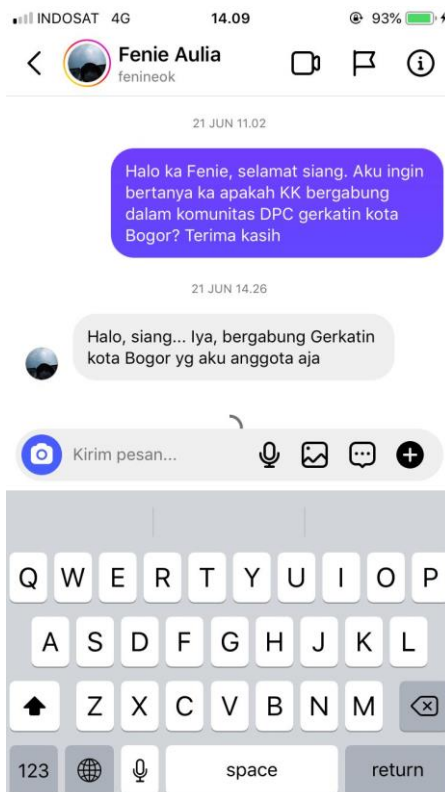 INDOSAT 4G 14.09 93%
Fenie Aulia
fenineok
21 JUN 11.02
Halo ka Fenie, selamat siang. Aku ingin
bertanya ka apakah KK bergabung
dalam komunitas DPC gerkatin kota
Bogor? Terima kasih
21 JUN 14.26
Halo, siang... Iya, bergabung Gerkatin
kota Bogor yg aku anggota aja
Kirim pesan...
Q W E R T Y U I O P
A S D F G H J K L
Z X C V B N M
123 space return